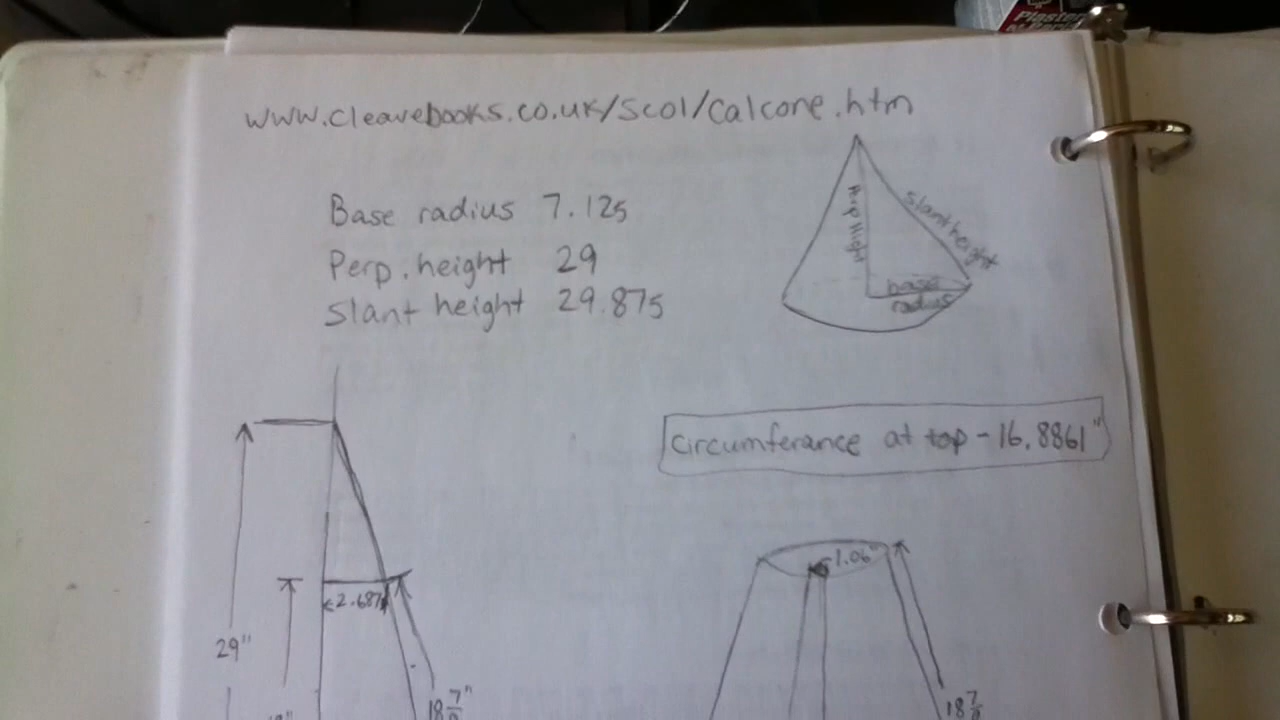 Plaster
www.cleavebooks.co.uk/scol/calcone.htm
Base radius 7.125
Perp. height 29
Slant height 29.875
Perp Hight
slant height
base
radius
circumferance at top - 16.8861"
1.06"
2.687
29"
18 7/8"
18 7/8